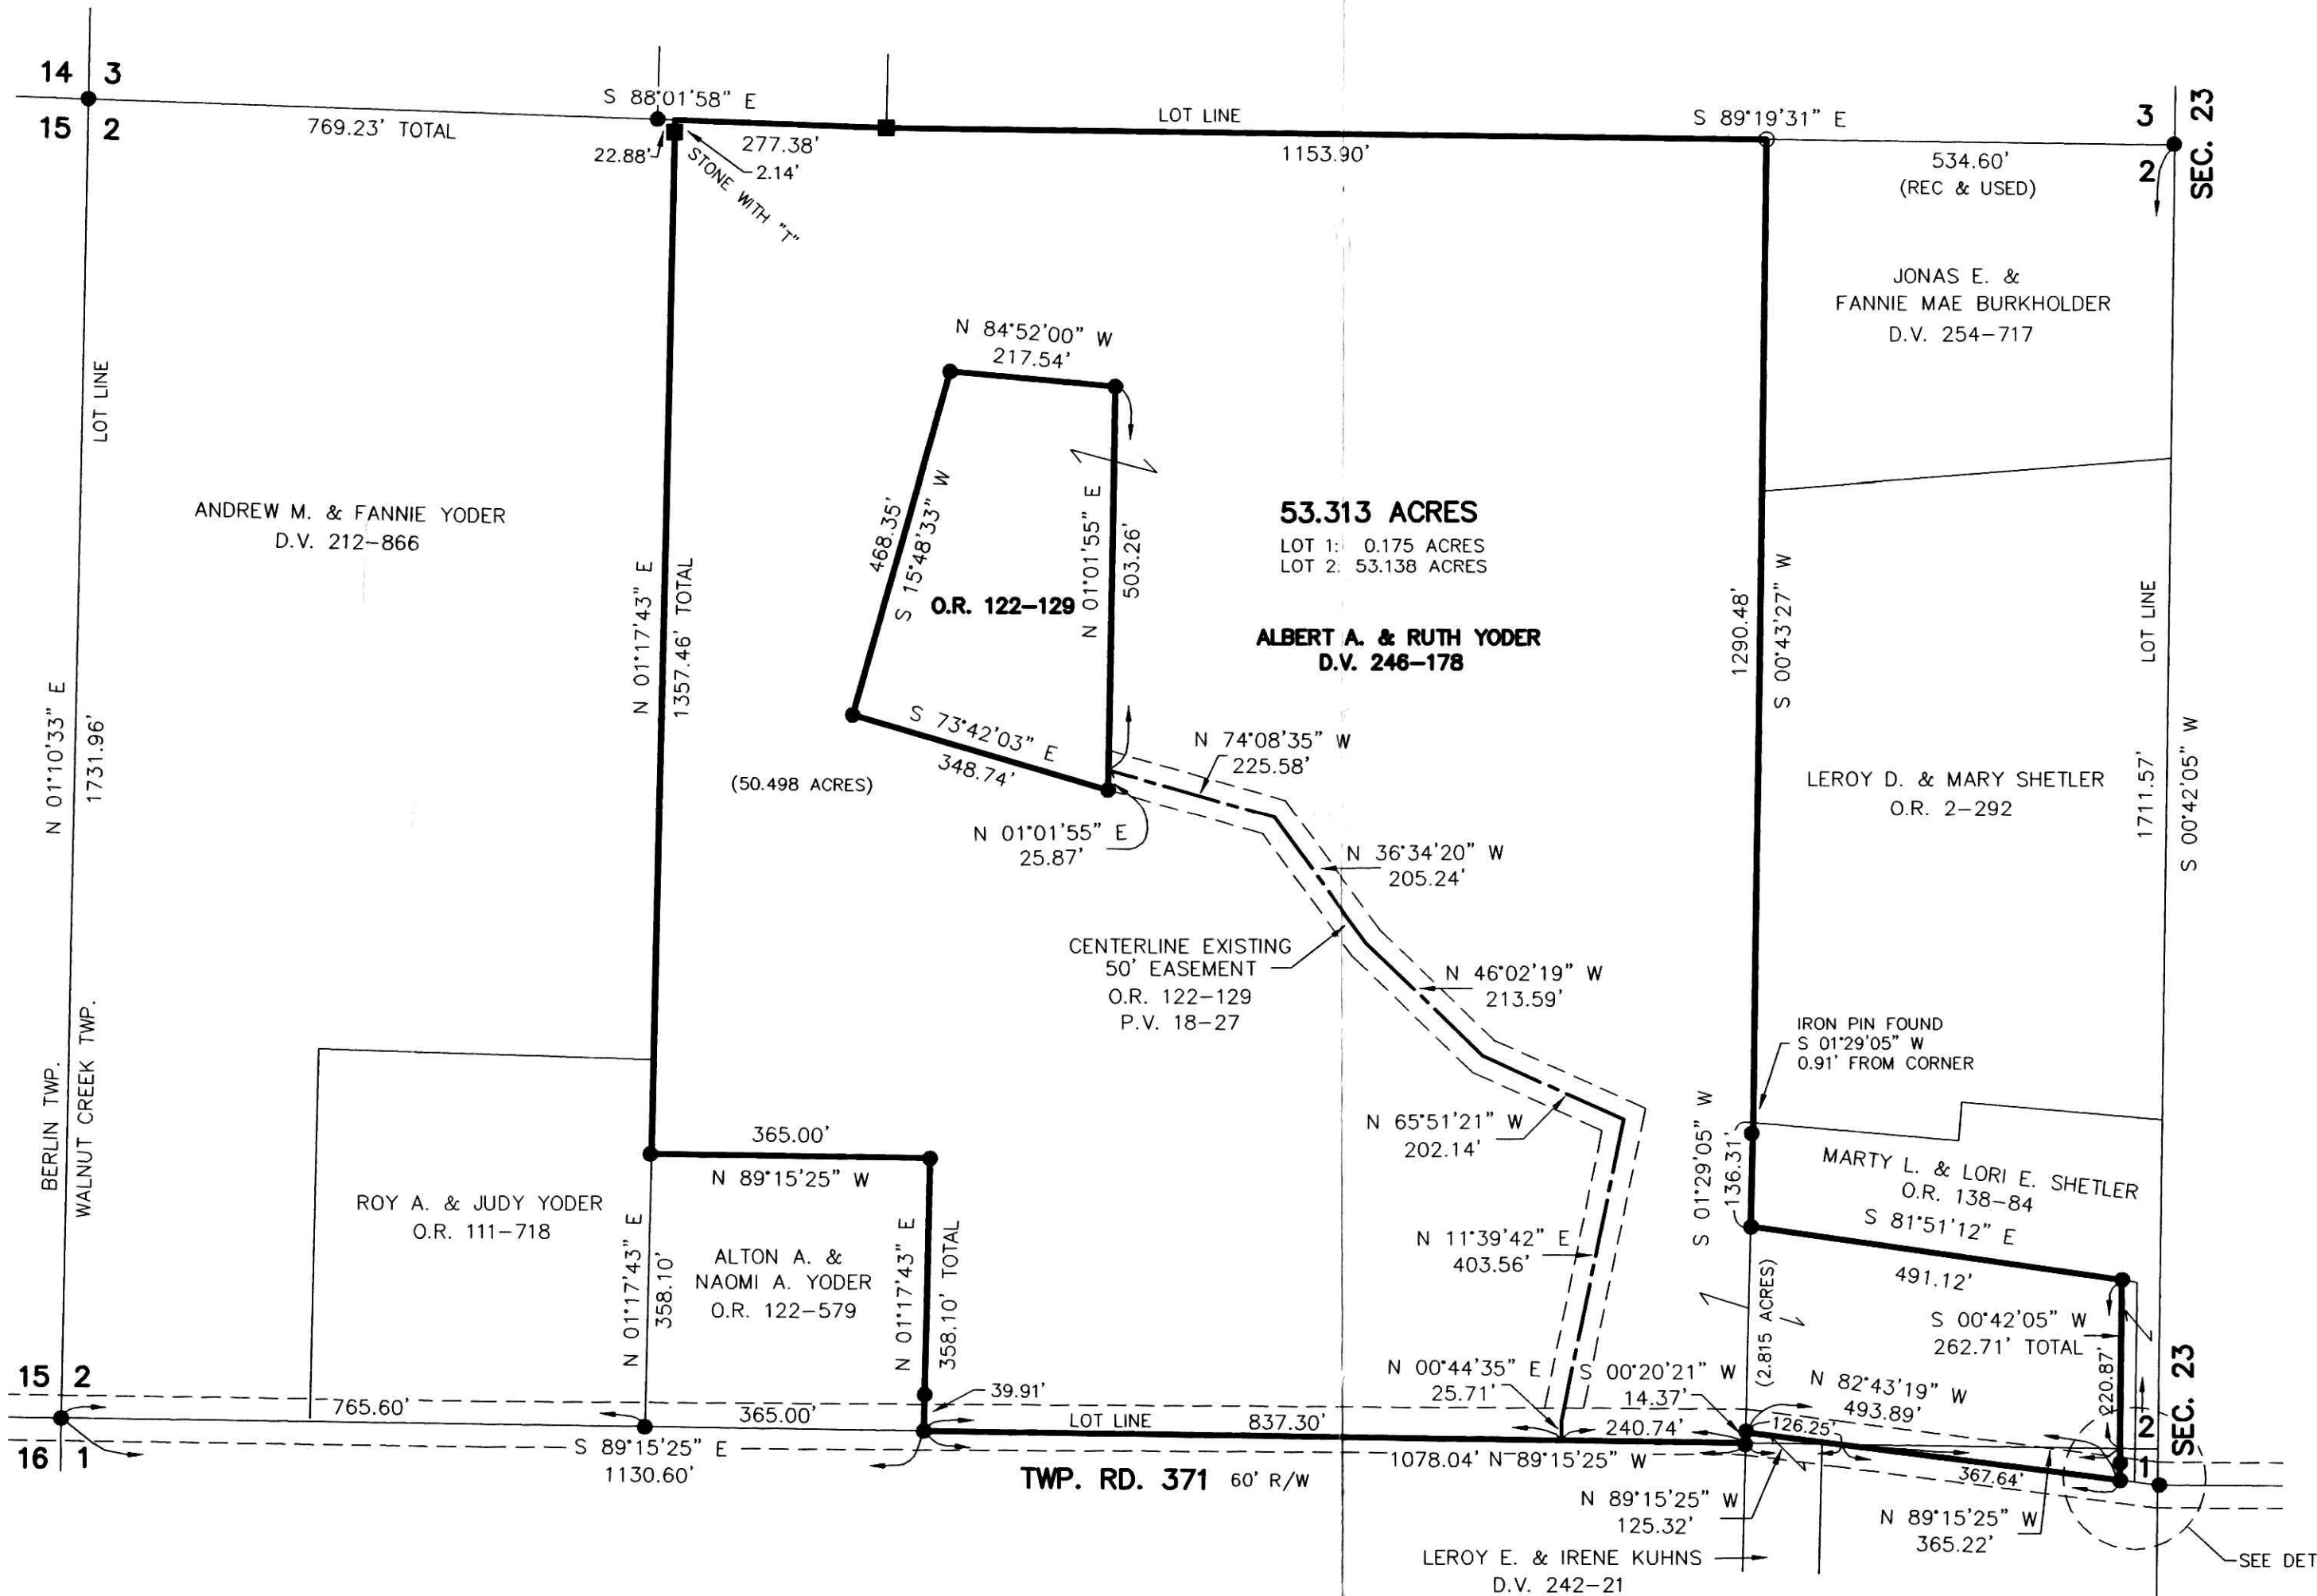 14 3
15 2
S 88°01'58" E
769.23' TOTAL
22.88'
277.38'
2.14'
STONE WITH "T"
LOT LINE
1153.90'
S 89°19'31" E
534.60'
(REC & USED)
3
2
SEC. 23
JONAS E. &
FANNIE MAE BURKHOLDER
D.V. 254-717
LOT LINE
N 84°52'00" W
217.54'
ANDREW M. & FANNIE YODER
D.V. 212-866
468.35'
S 15°48'33" W
O.R. 122-129
N 01°01'55" E
503.26'
53.313 ACRES
LOT 1: 0.175 ACRES
LOT 2: 53.138 ACRES
ALBERT A. & RUTH YODER
D.V. 246-178
N 01°17'43" E
1357.46' TOTAL
1290.48'
S 00°43'27" W
LOT LINE
N 01°10'33" E
1731.96'
S 73°42'03" E
348.74'
(50.498 ACRES)
N 01°01'55" E
25.87'
N 74°08'35" W
225.58'
LEROY D. & MARY SHETLER
O.R. 2-292
1711.57'
S 00°42'05" W
N 36°34'20" W
205.24'
CENTERLINE EXISTING
50' EASEMENT
O.R. 122-129
P.V. 18-27
N 46°02'19" W
213.59'
IRON PIN FOUND
S 01°29'05" W
0.91' FROM CORNER
BERLIN TWP.
WALNUT CREEK TWP.
365.00'
N 89°15'25" W
N 65°51'21" W
202.14'
S 01°29'05" W
136.31'
MARTY L. & LORI E. SHETLER
O.R. 138-84
S 81°51'12" E
491.12'
ROY A. & JUDY YODER
O.R. 111-718
N 01°17'43" E
358.10'
ALTON A. &
NAOMI A. YODER
O.R. 122-579
N 01°17'43" E
358.10' TOTAL
N 11°39'42" E
403.56'
(2.815 ACRES)
S 00°42'05" W
262.71' TOTAL
220.87'
15 2
16 1
765.60'
365.00'
39.91'
LOT LINE
837.30'
N 00°44'35" E
25.71'
S 00°20'21" W
14.37'
240.74'
N 82°43'19" W
493.89'
126.25'
2
1
SEC. 23
S 89°15'25" E
1130.60'
TWP. RD. 371 60' R/W
1078.04' N 89°15'25" W
367.64'
N 89°15'25" W
125.32'
N 89°15'25" W
365.22'
LEROY E. & IRENE KUHNS
D.V. 242-21
SEE DET